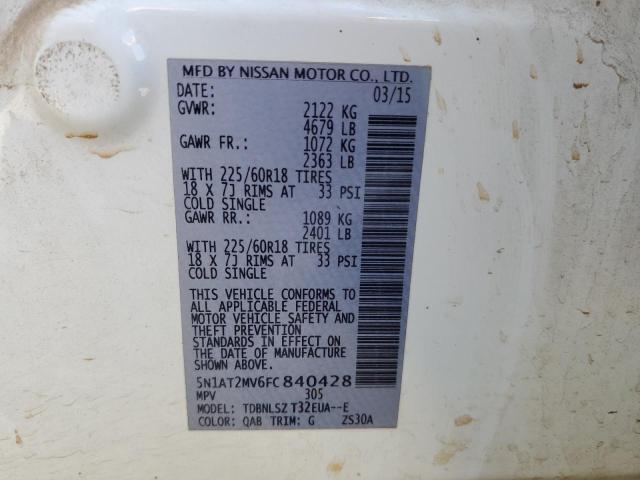 MFD BY NISSAN MOTOR CO., LTD.
DATE: 03/15
GVWR: 2122 KG
4679 LB
GAWR FR.: 1072 KG
2363 LB
WITH 225/60R18 TIRES
18 X 7J RIMS AT 33 PSI
COLD SINGLE
GAWR RR.: 1089 KG
2401 LB
WITH 225/60R18 TIRES
18 X 7J RIMS AT 33 PSI
COLD SINGLE
THIS VEHICLE CONFORMS TO
ALL APPLICABLE FEDERAL
MOTOR VEHICLE SAFETY AND
THEFT PREVENTION
STANDARDS IN EFFECT ON
THE DATE OF MANUFACTURE
SHOWN ABOVE.
5N1AT2MV6FC840428
MPV 305
MODEL: TDBNLSZ T32EUA--E
COLOR: QAB TRIM: G ZS30A